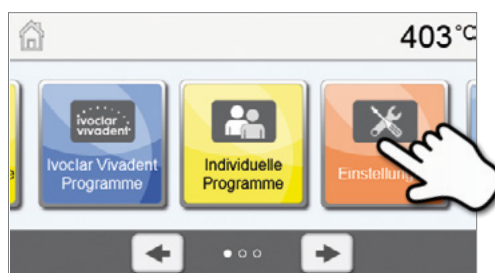 403°C
ivoclar
vivadent
Ivoclar Vivadent
Programme
Individuelle
Programme